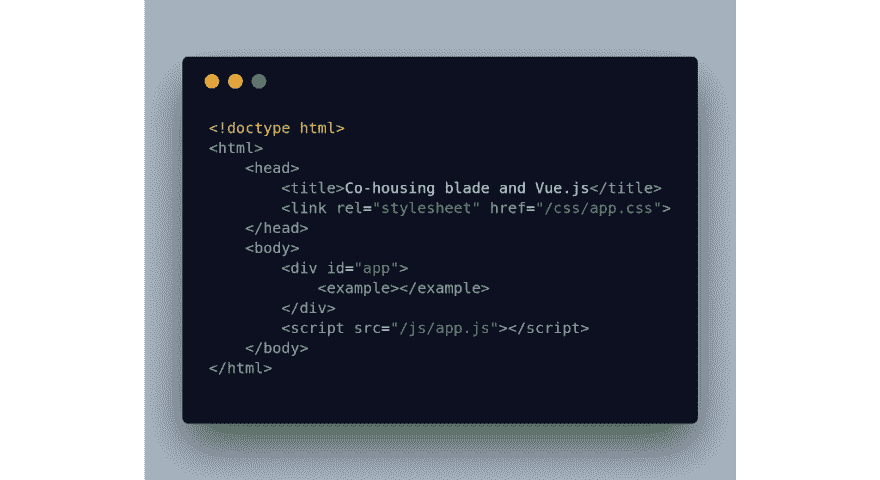 <!doctype html>
<html>
    <head>
        <title>Co-housing blade and Vue.js</title>
        <link rel="stylesheet" href="/css/app.css">
    </head>
    <body>
        <div id="app">
            <example></example>
        </div>
        <script src="/js/app.js"></script>
    </body>
</html>